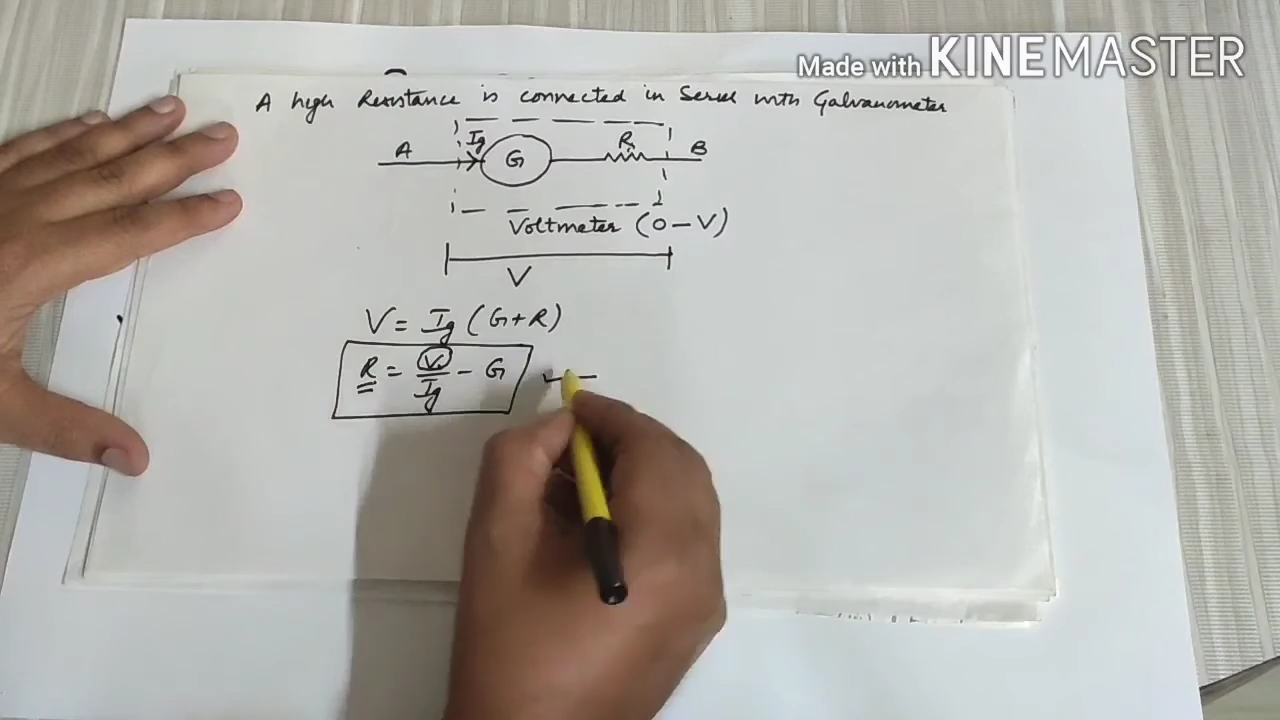 Made with KINEMASTER
A high Resistance is connected in Series with Galvanometer
A Ig G R B
Voltmeter (0 – V)
V
V = Ig (G+R)
R = V/Ig – G